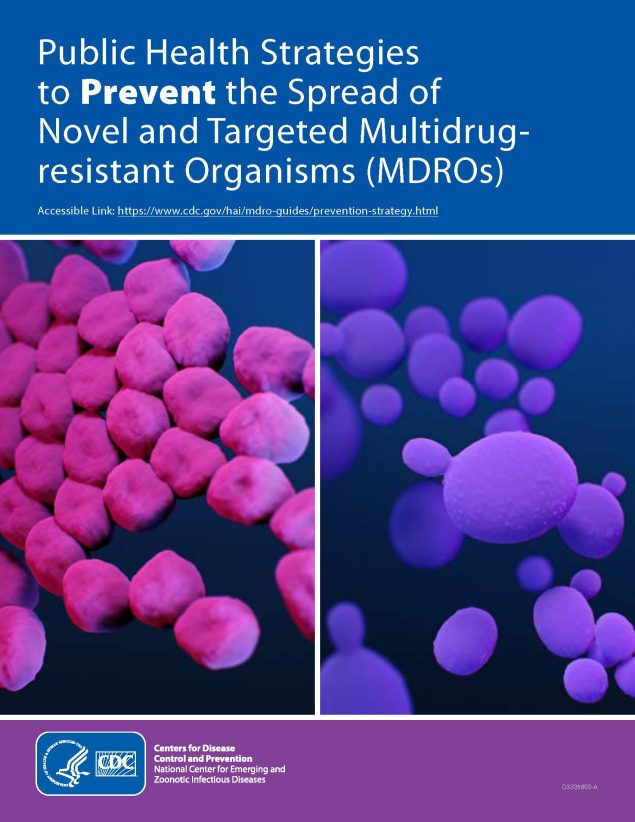 Public Health Strategies
to Prevent the Spread of
Novel and Targeted Multidrug-
resistant Organisms (MDROs)
Accessible Link: https://www.cdc.gov/hai/mdro-guides/prevention-strategy.html
CDC
Centers for Disease
Control and Prevention
National Center for Emerging and
Zoonotic Infectious Diseases